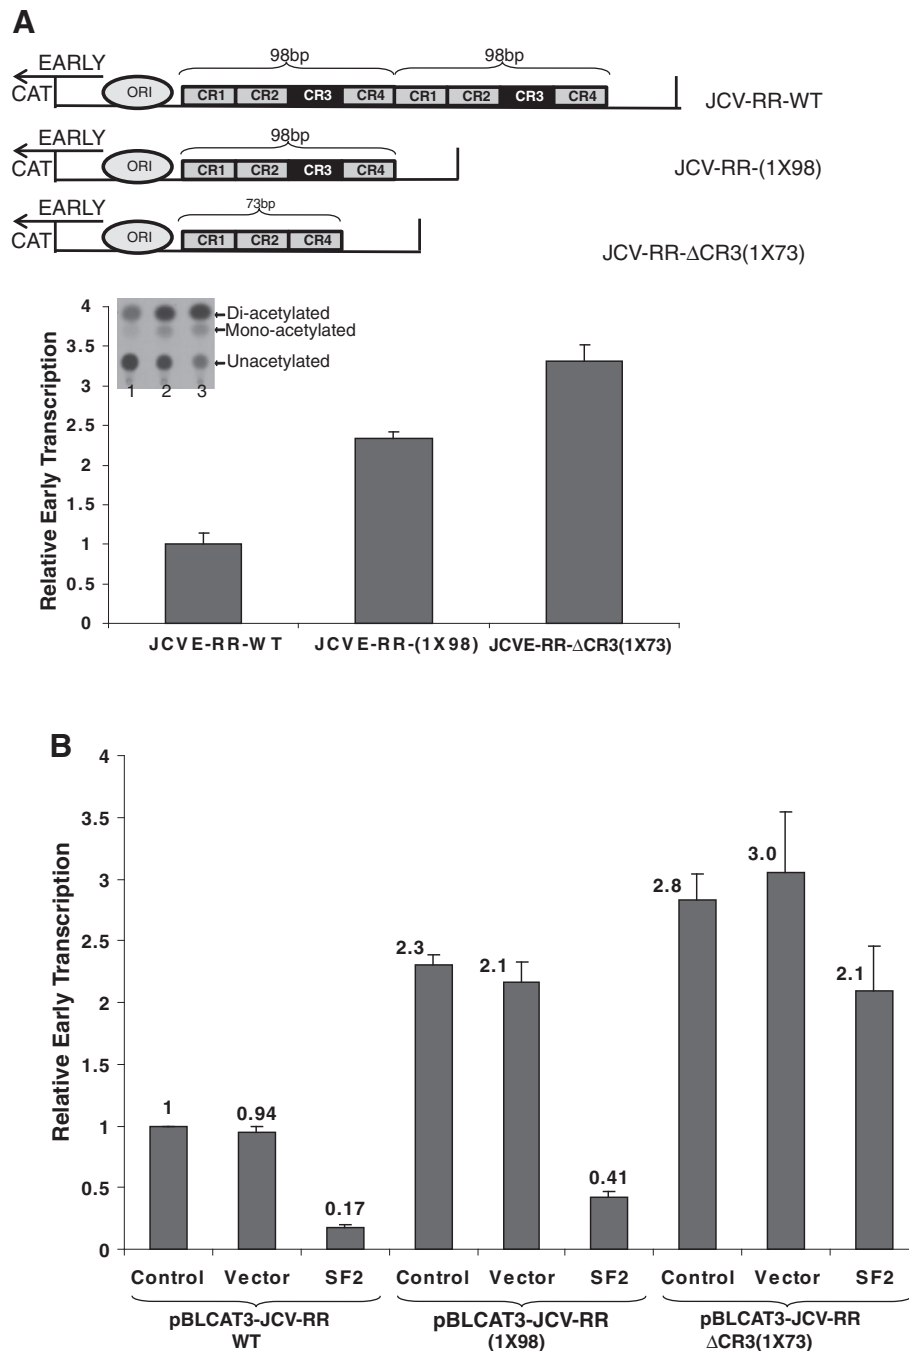 A
98bp 98bp
EARLY
CAT ORI CR1 CR2 CR3 CR4 CR1 CR2 CR3 CR4 JCV-RR-WT
98bp
EARLY
CAT ORI CR1 CR2 CR3 CR4 JCV-RR-(1X98)
73bp
EARLY
CAT ORI CR1 CR2 CR4 JCV-RR-ΔCR3(1X73)
Relative Early Transcription
4
3.5
3
2.5
2
1.5
1
0.5
0
Di-acetylated
Mono-acetylated
Unacetylated
1 2 3
JCVE-RR-WT JCVE-RR-(1X98) JCVE-RR-ΔCR3(1X73)
B
Relative Early Transcription
4
3.5
3
2.5
2
1.5
1
0.5
0
1 0.94 0.17 2.3 2.1 0.41 2.8 3.0 2.1
Control Vector SF2 Control Vector SF2 Control Vector SF2
pBLCAT3-JCV-RR pBLCAT3-JCV-RR pBLCAT3-JCV-RR
WT (1X98) ΔCR3(1X73)